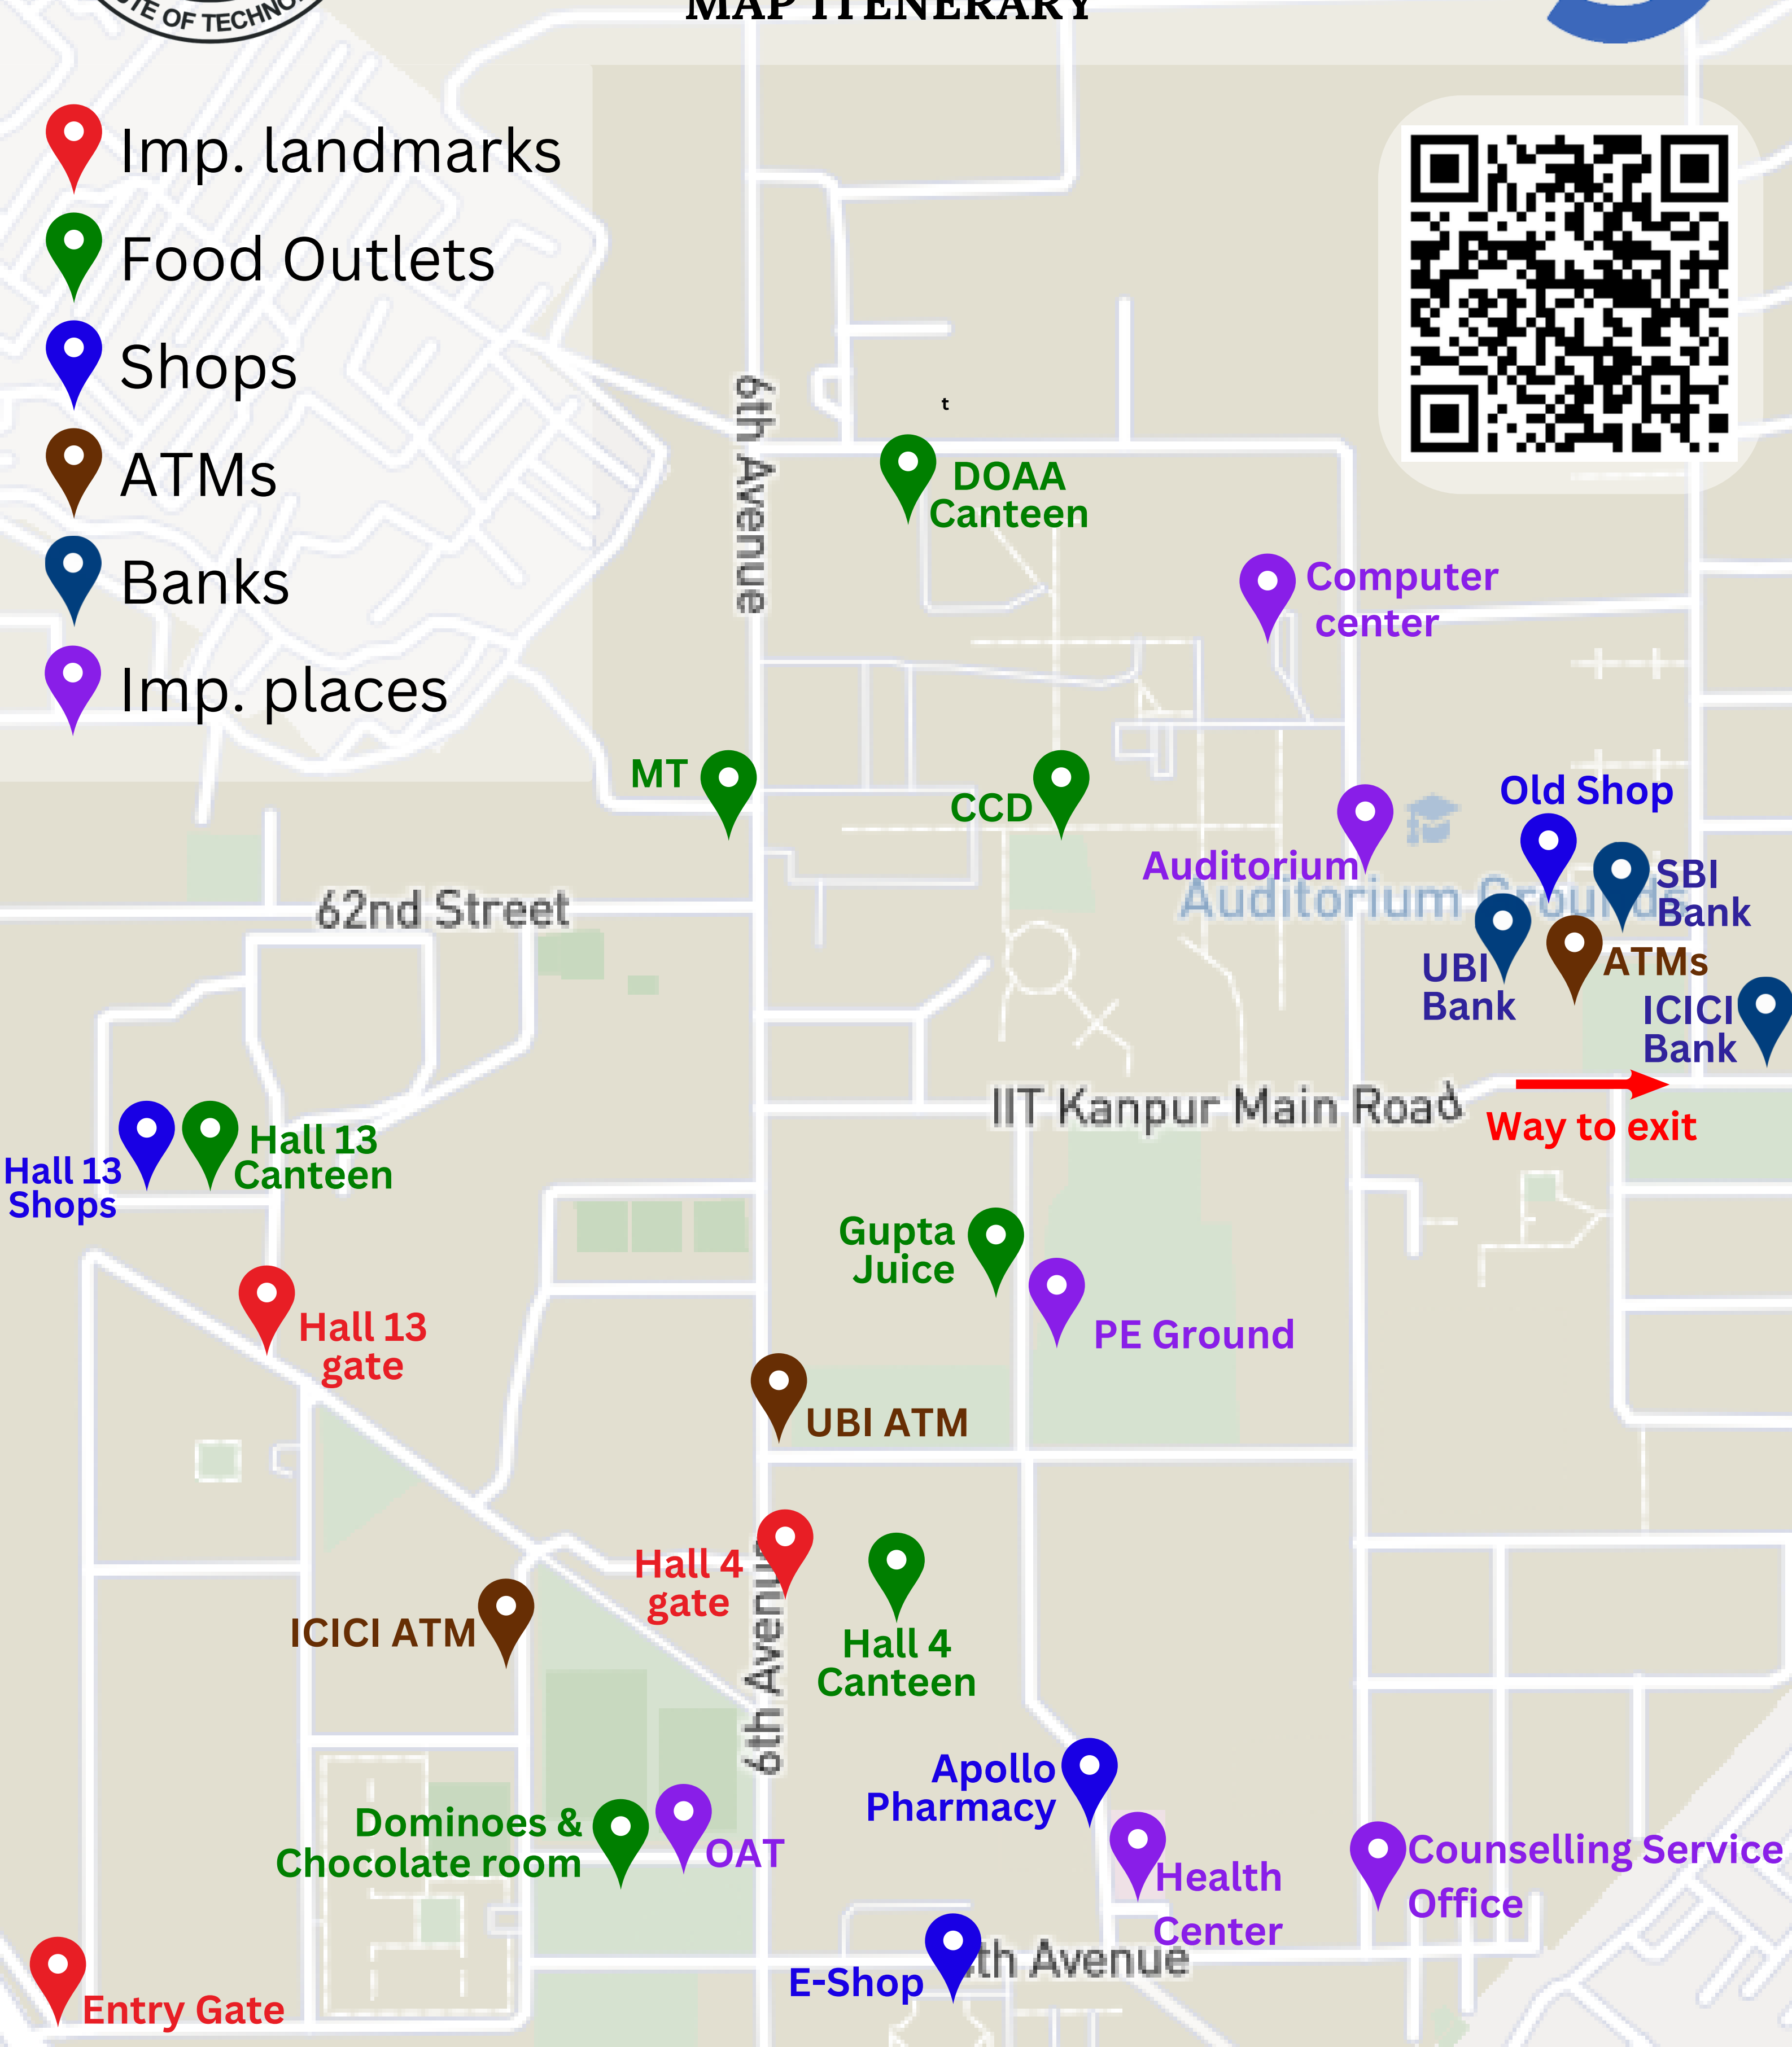 MAP ITENERARY
Imp. landmarks
Food Outlets
Shops
ATMs
Banks
Imp. places
6th Avenue
t
DOAA
Canteen
Computer
center
MT
CCD
Auditorium
Old Shop
SBI
Bank
Auditorium Grounds
62nd Street
UBI
Bank
ATMs
ICICI
Bank
IIT Kanpur Main Road
Way to exit
Hall 13
Shops
Hall 13
Canteen
Gupta
Juice
PE Ground
Hall 13
gate
UBI ATM
Hall 4
gate
6th Avenue
Hall 4
Canteen
ICICI ATM
Apollo
Pharmacy
Dominoes &
Chocolate room
OAT
Health
Center
Counselling Service
Office
E-Shop
th Avenue
Entry Gate